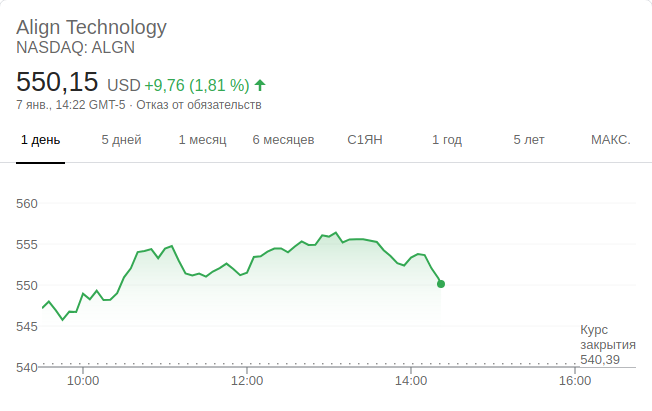 Align Technology
NASDAQ: ALGN
550,15 USD +9,76 (1,81 %)
7 янв., 14:22 GMT-5 · Отказ от обязательств
1 день 5 дней 1 месяц 6 месяцев С1ЯН 1 год 5 лет МАКС.
560
555
550
545
Курс
закрытия
540,39
540
10:00 12:00 14:00 16:00